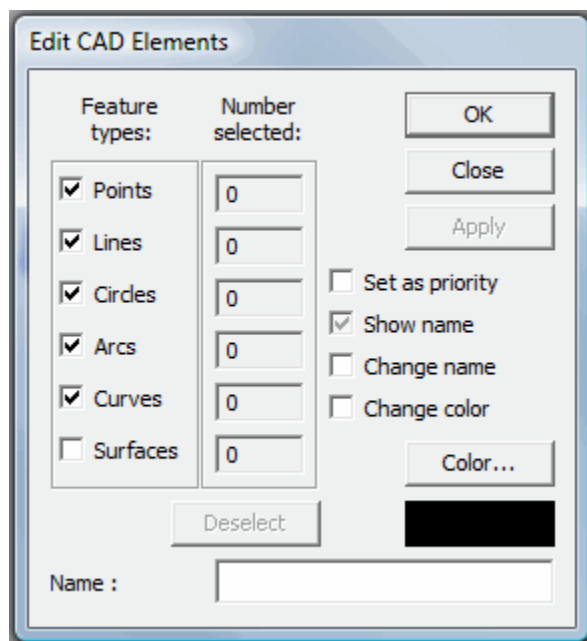 Edit CAD Elements
Feature types:
Number selected:
OK
Close
Apply
Points 0
Lines 0
Circles 0
Arcs 0
Curves 0
Surfaces 0
Set as priority
Show name
Change name
Change color
Color...
Deselect
Name :